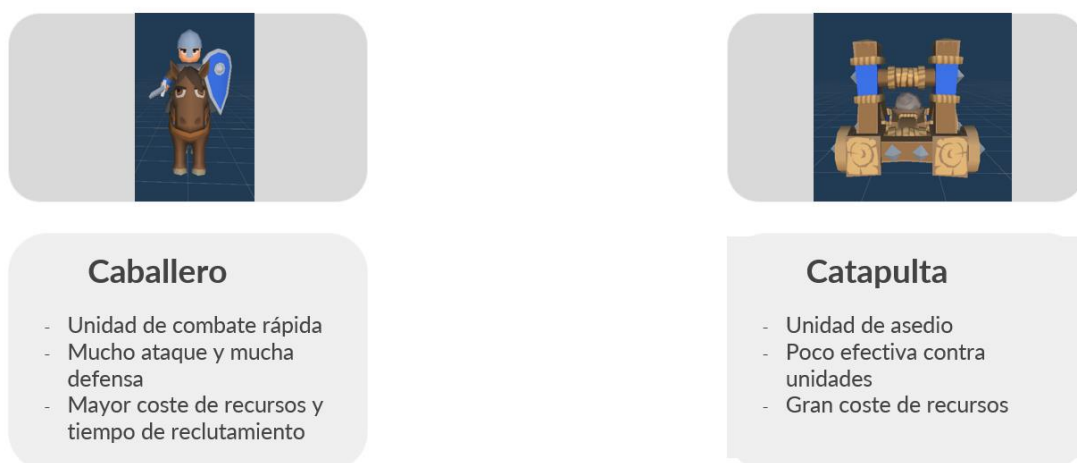 Caballero
- Unidad de combate rápida
- Mucho ataque y mucha
defensa
- Mayor coste de recursos y
tiempo de reclutamiento
Catapulta
- Unidad de asedio
- Poco efectiva contra
unidades
- Gran coste de recursos